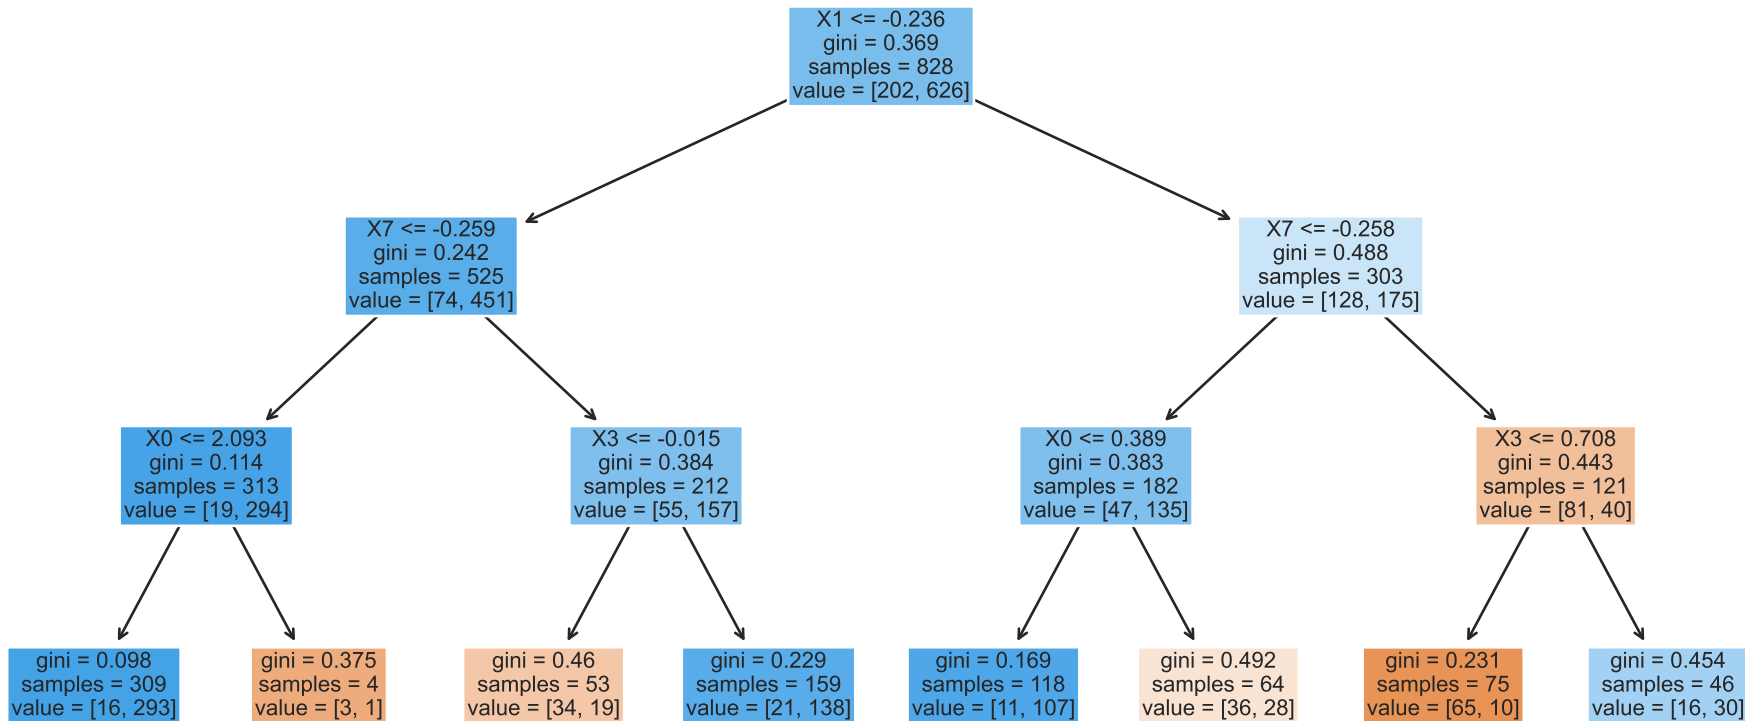 X1 <= -0.236
gini = 0.369
samples = 828
value = [202, 626]
X7 <= -0.259
gini = 0.242
samples = 525
value = [74, 451]
X7 <= -0.258
gini = 0.488
samples = 303
value = [128, 175]
X0 <= 2.093
gini = 0.114
samples = 313
value = [19, 294]
X3 <= -0.015
gini = 0.384
samples = 212
value = [55, 157]
X0 <= 0.389
gini = 0.383
samples = 182
value = [47, 135]
X3 <= 0.708
gini = 0.443
samples = 121
value = [81, 40]
gini = 0.098
samples = 309
value = [16, 293]
gini = 0.375
samples = 4
value = [3, 1]
gini = 0.46
samples = 53
value = [34, 19]
gini = 0.229
samples = 159
value = [21, 138]
gini = 0.169
samples = 118
value = [11, 107]
gini = 0.492
samples = 64
value = [36, 28]
gini = 0.231
samples = 75
value = [65, 10]
gini = 0.454
samples = 46
value = [16, 30]